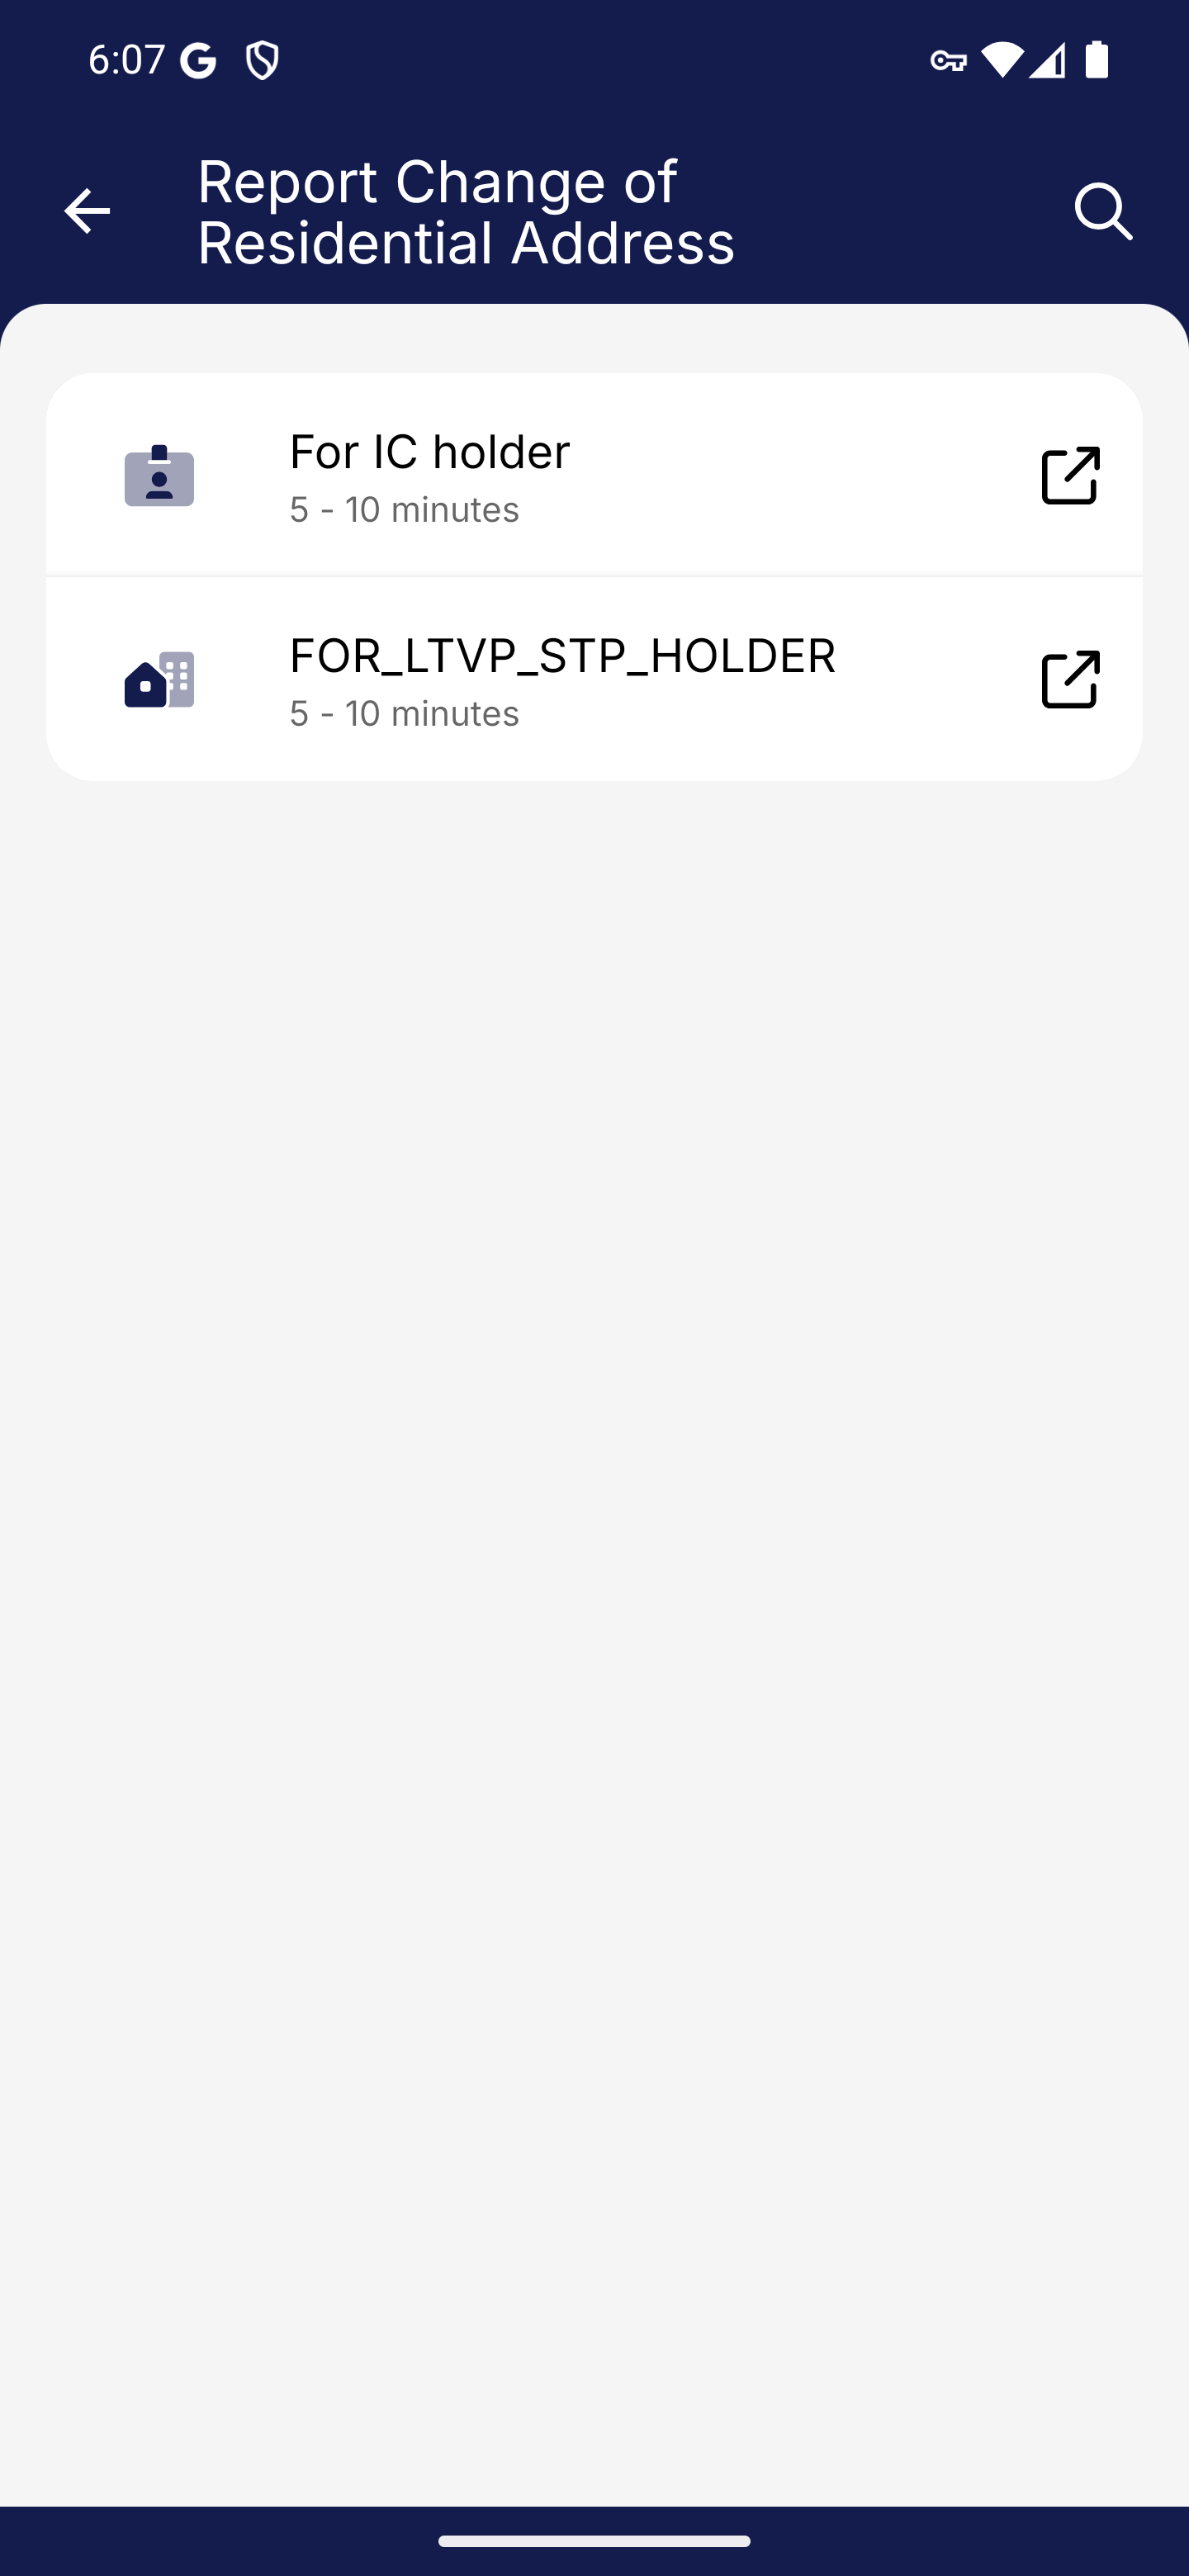 6:07
Report Change of
Residential Address
For IC holder
5 - 10 minutes
FOR_LTVP_STP_HOLDER
5 - 10 minutes